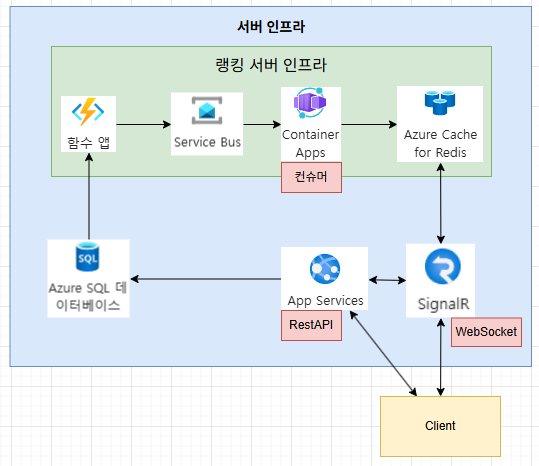 서버 인프라
랭킹 서버 인프라
함수 앱
Service Bus
Container
Apps
컨슈머
Azure Cache
for Redis
SQL
Azure SQL 데
이터베이스
App Services
RestAPI
SignalR
WebSocket
Client